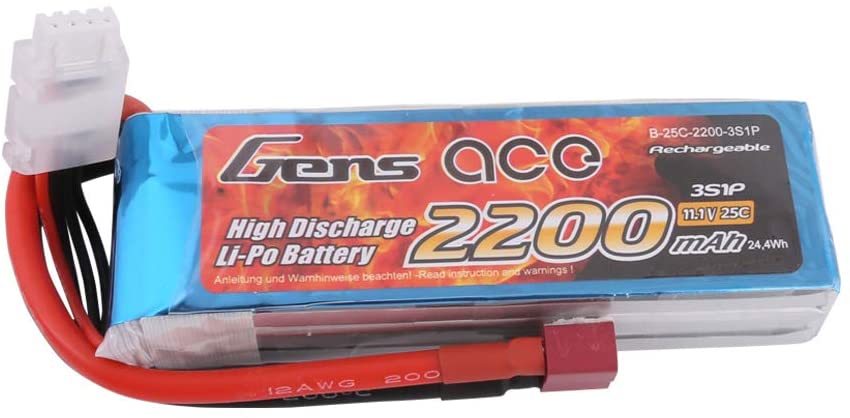 B-25C-2200-3S1P
Rechargeable
Gens ace
3S1P
11.1V 25C
High Discharge
Li-Po Battery
2200 mAh 24,4Wh
Anleitung und Warnhinweise beachten! -Read instruction and warnings !
12AWG 200
200°C